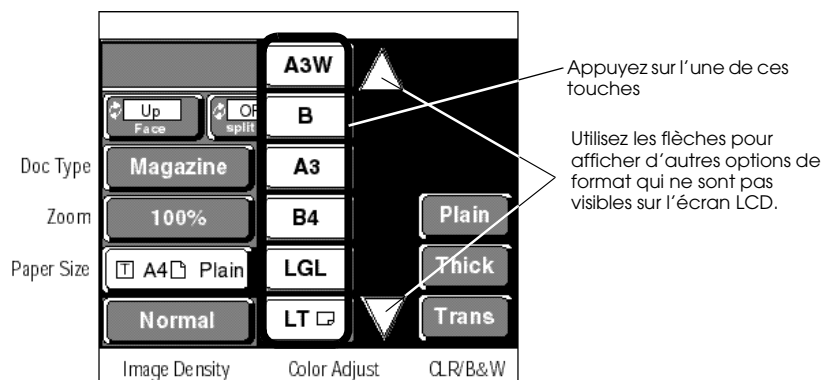 A3W
Up
Face
OF
split
B
Doc Type
Magazine
A3
Zoom
100%
B4
Plain
Paper Size
T A4 Plain
LGL
Thick
Normal
LT
Trans
Image Density
Color Adjust
CLR/B&W
Appuyez sur l'une de ces
touches
Utilisez les flèches pour
afficher d'autres options de
format qui ne sont pas
visibles sur l'écran LCD.